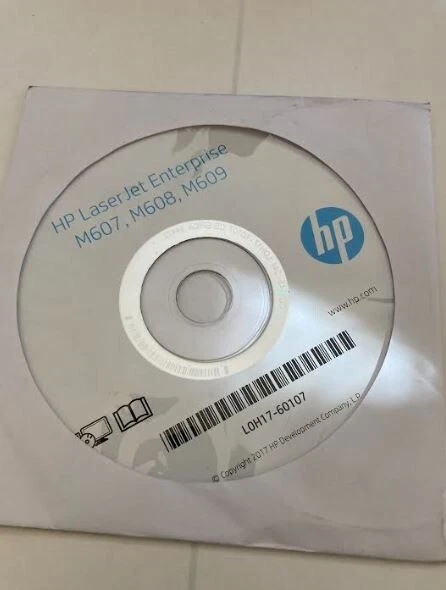 HP LaserJet Enterprise
M607, M608, M609
hp
www.hp.com
L0H17-60107
© Copyright 2017 HP Development Company, L.P.